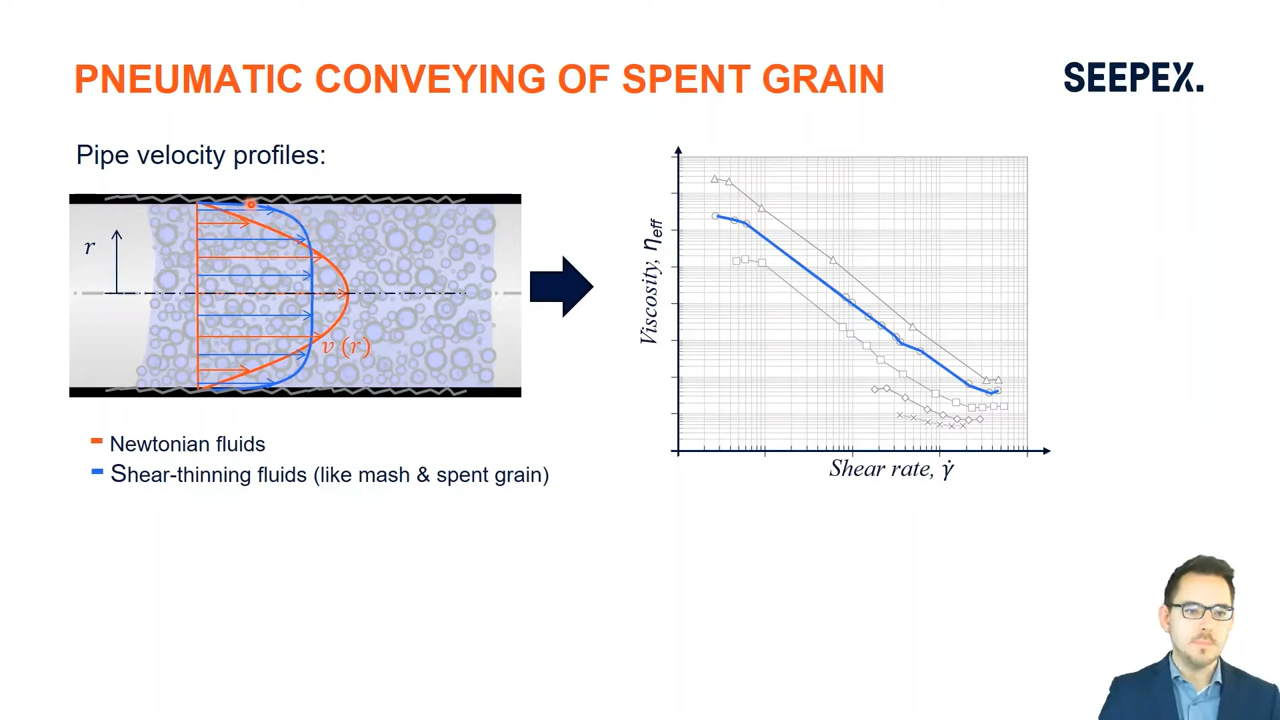 PNEUMATIC CONVEYING OF SPENT GRAIN
SEEPEX.
Pipe velocity profiles:
r
v (r)
Newtonian fluids
Shear-thinning fluids (like mash & spent grain)
Viscosity, ηeff
Shear rate, γ̇